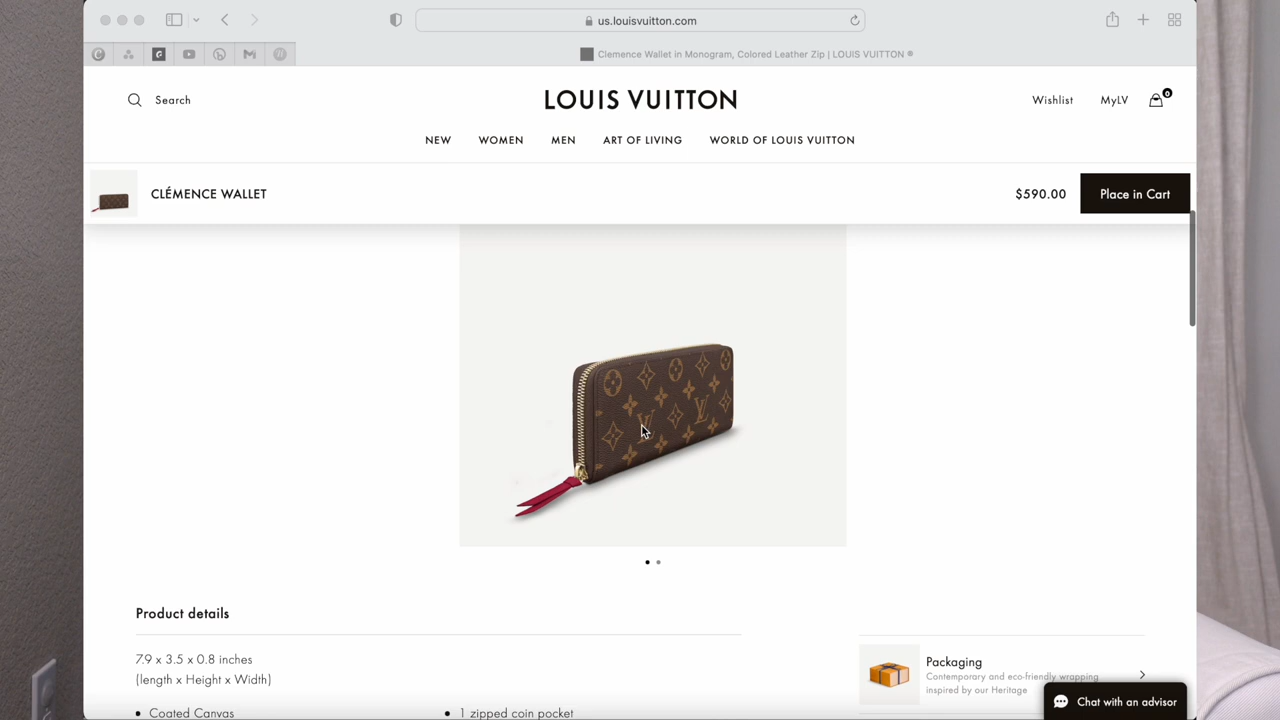 us.louisvuitton.com
Clemence Wallet in Monogram, Colored Leather Zip | LOUIS VUITTON ®
Search
LOUIS VUITTON
Wishlist
MyLV
0
NEW WOMEN MEN ART OF LIVING WORLD OF LOUIS VUITTON
CLÉMENCE WALLET
$590.00
Place in Cart
Product details
7.9 x 3.5 x 0.8 inches
(length x Height x Width)
• Coated Canvas
• 1 zipped coin pocket
Packaging
Contemporary and eco-friendly wrapping
inspired by our Heritage
Chat with an advisor